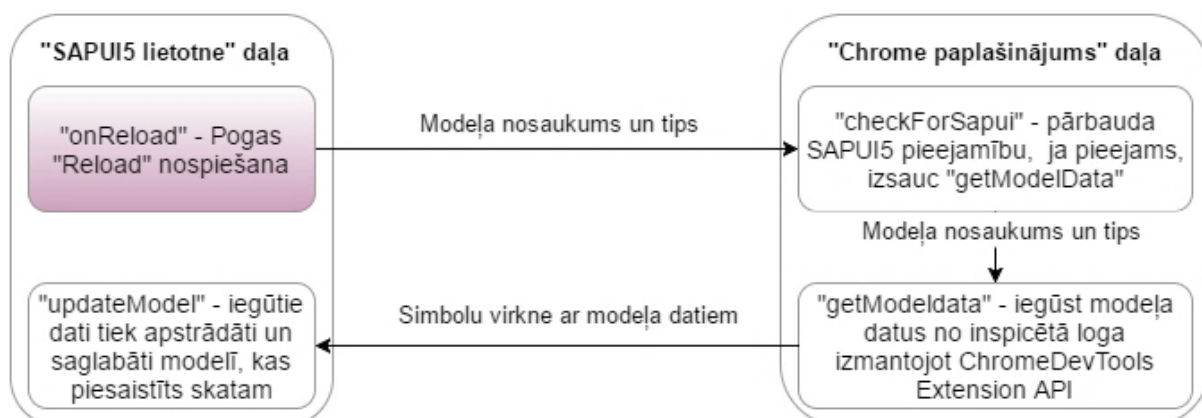 "SAPUI5 lietotne" daļa
"onReload" - Pogas
"Reload" nospiešana
Modeļa nosaukums un tips
"Chrome paplašinājums" daļa
"checkForSapui" - pārbauda
SAPUI5 pieejamību, ja pieejams,
izsauc "getModelData"
Modeļa nosaukums un tips
"getModeldata" - iegūst modeļa
datus no inspicētā loga
izmantojot ChromeDevTools
Extension API
Simbolu virkne ar modeļa datiem
"updateModel" - iegūtie
dati tiek apstrādāti un
saglabāti modelī, kas
piesaistīts skatam